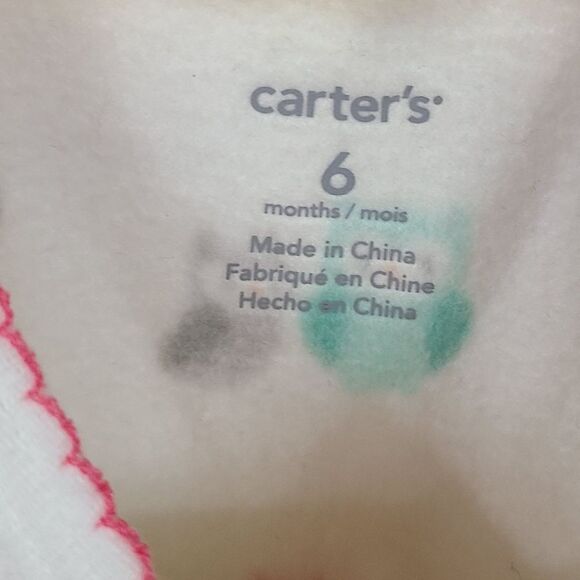 carter's
6
months / mois
Made in China
Fabriqué en Chine
Hecho en China